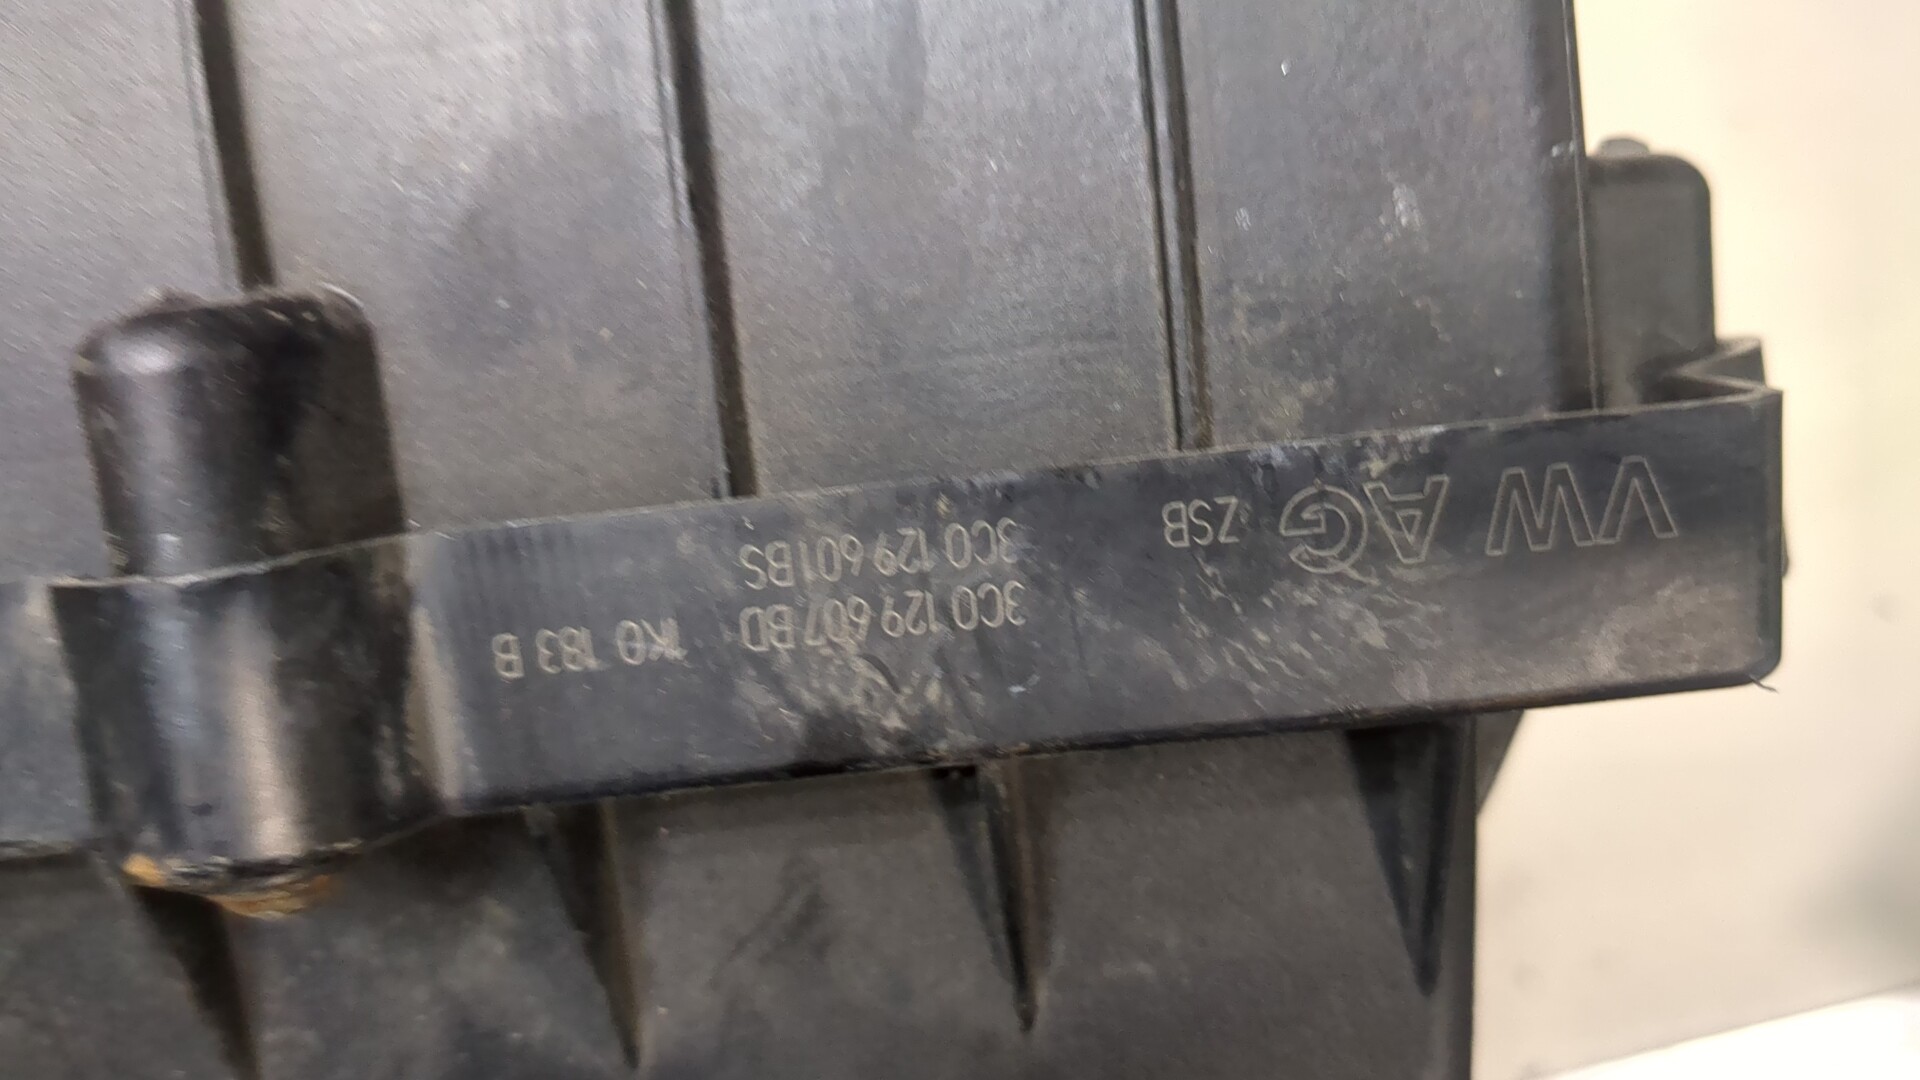 VW AG ZSB
3C0 129 607 BD 1K0 183 B
3C0 129 601 BS